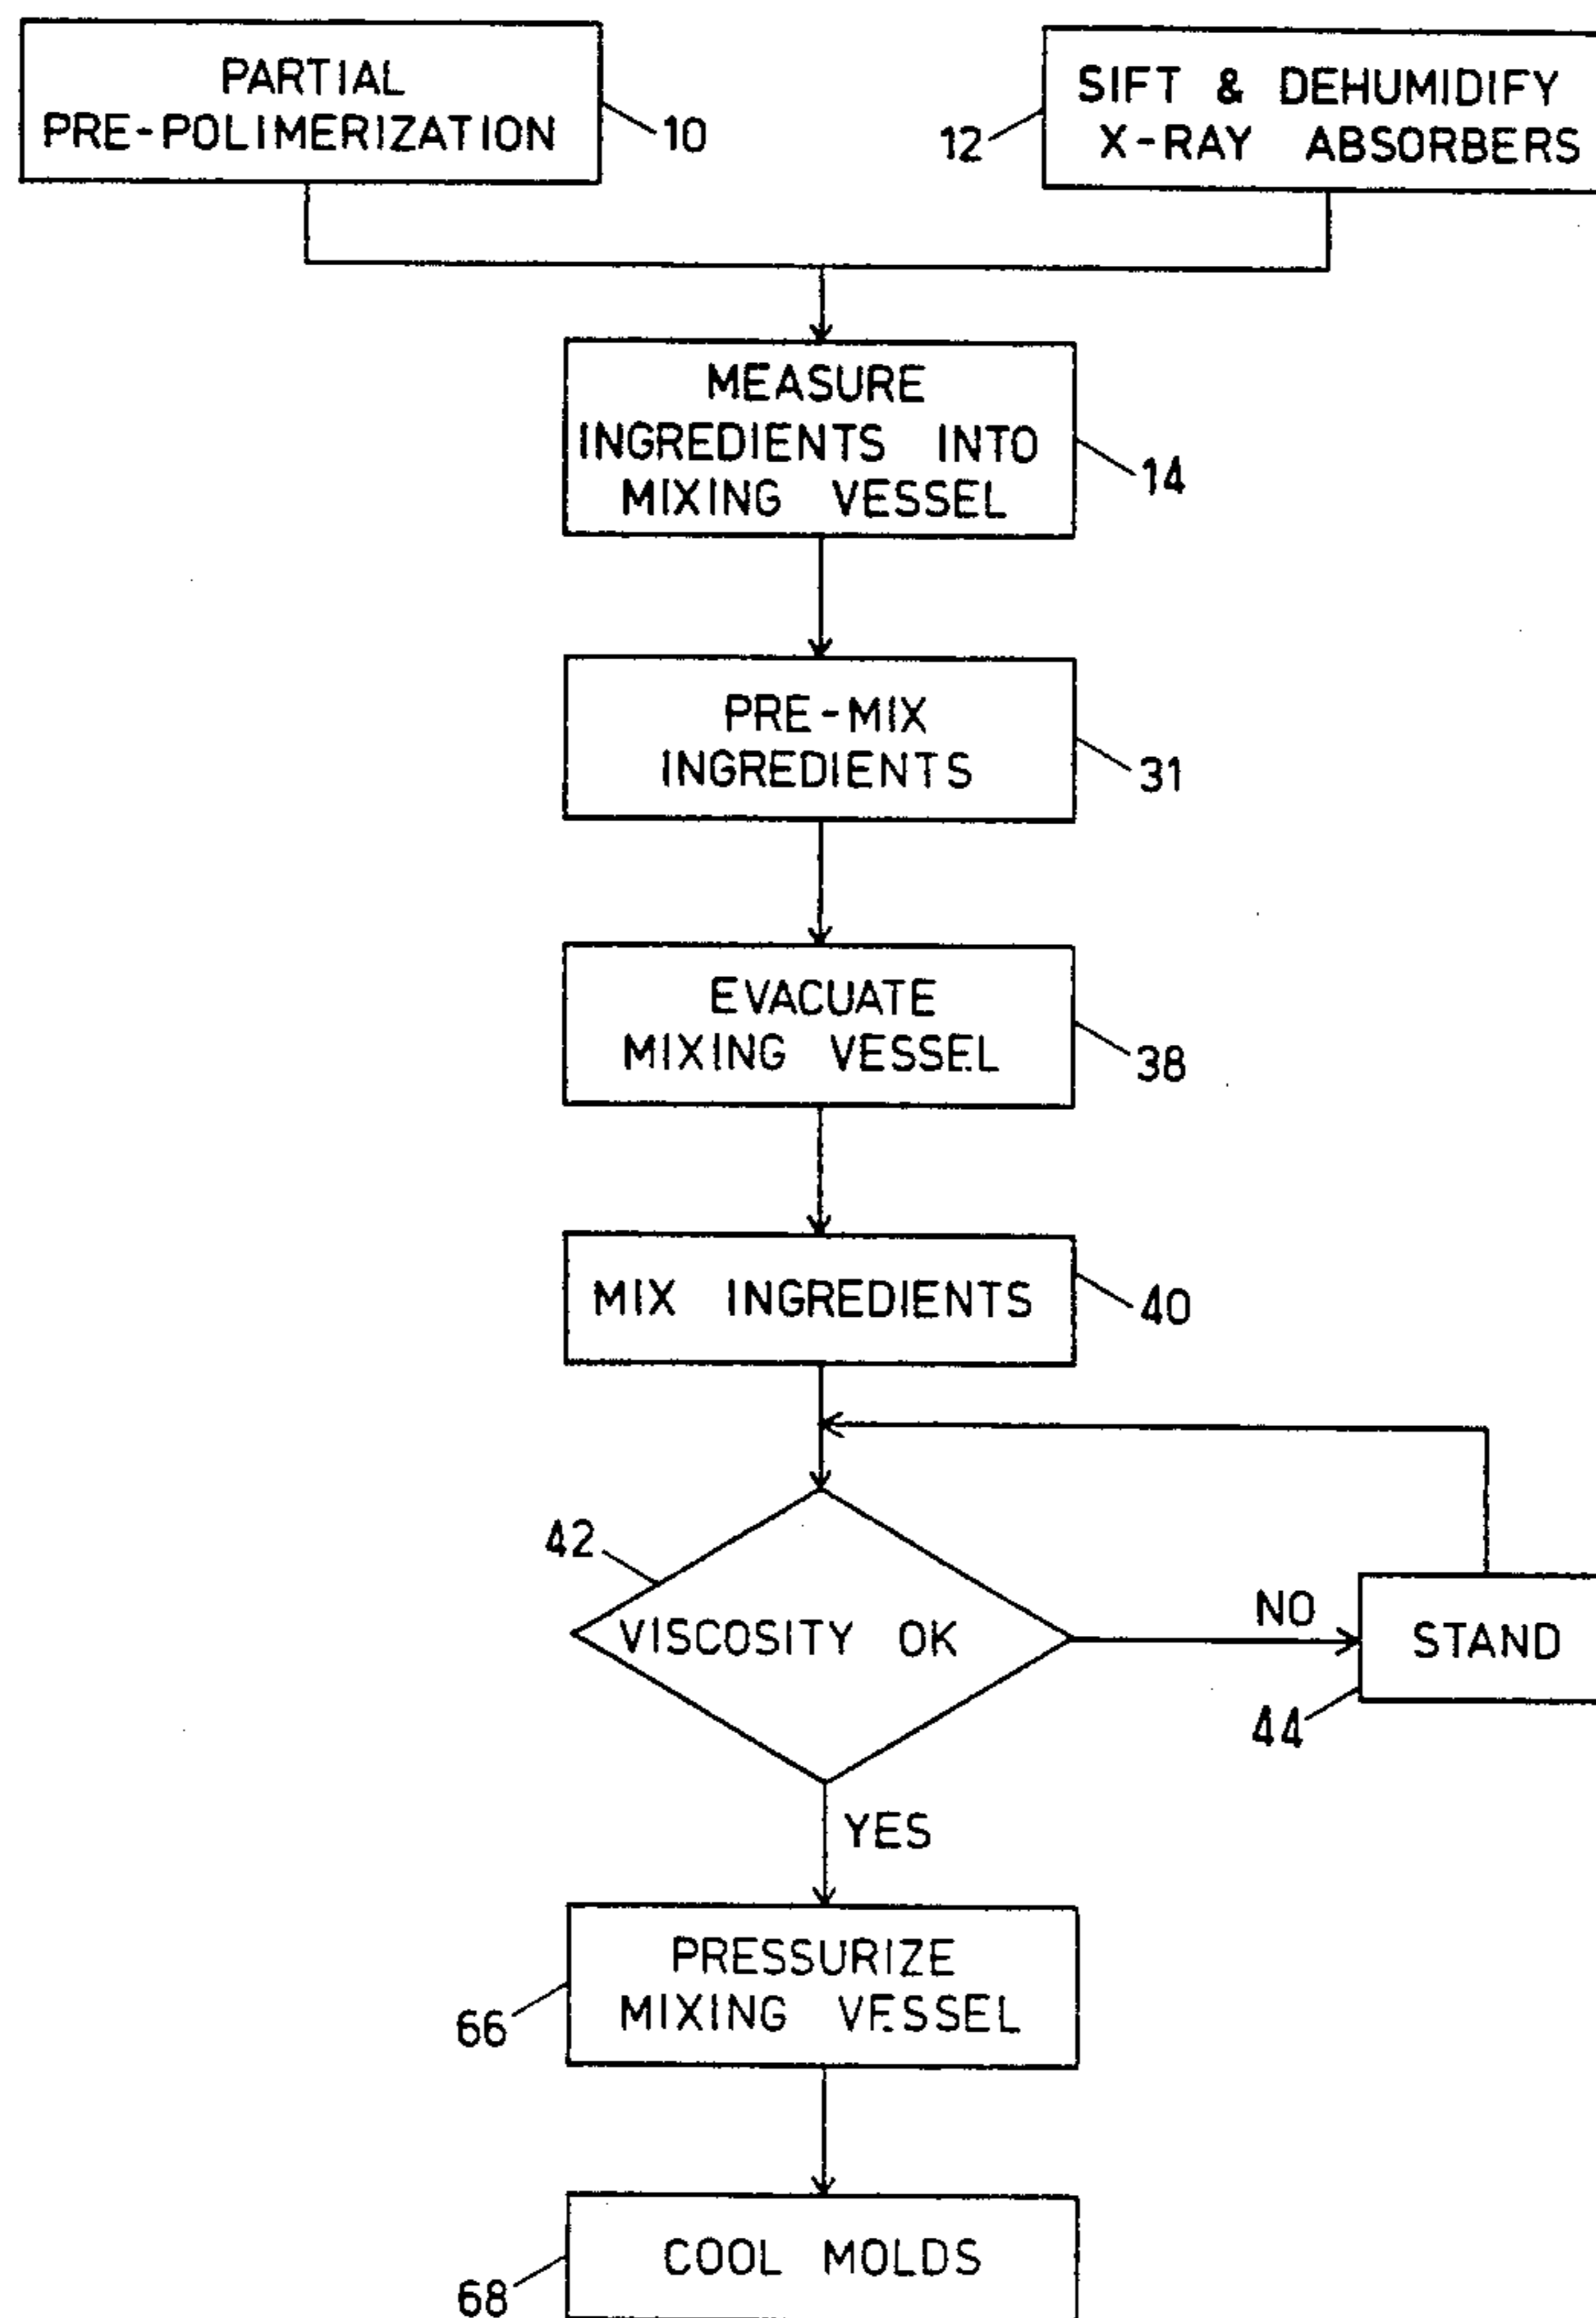 PARTIAL
PRE-POLIMERIZATION
10
SIFT & DEHUMIDIFY
X-RAY ABSORBERS
12
MEASURE
INGREDIENTS INTO
MIXING VESSEL
14
PRE-MIX
INGREDIENTS
31
EVACUATE
MIXING VESSEL
38
MIX INGREDIENTS
40
42
VISCOSITY OK
NO
STAND
44
YES
PRESSURIZE
MIXING VESSEL
66
COOL MOLDS
68